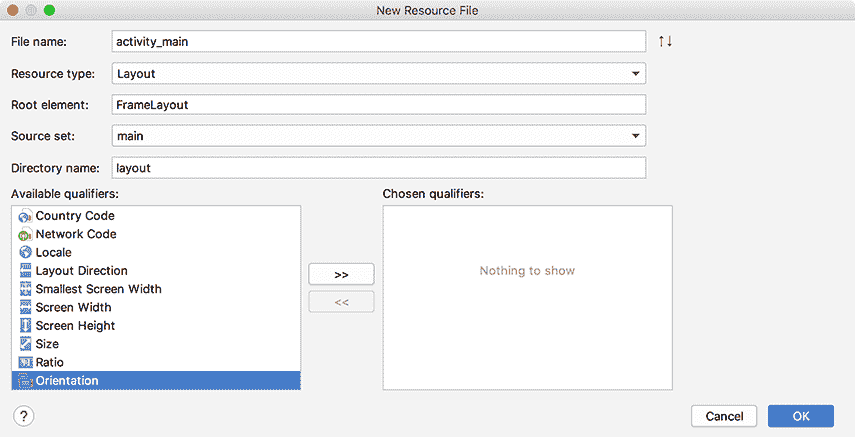 New Resource File
File name: activity_main ↑↓
Resource type: Layout
Root element: FrameLayout
Source set: main
Directory name: layout
Available qualifiers: Chosen qualifiers:
Country Code
Network Code
Locale
Layout Direction
Smallest Screen Width
Screen Width
Screen Height
Size
Ratio
Orientation
>>
<<
Nothing to show
? Cancel OK